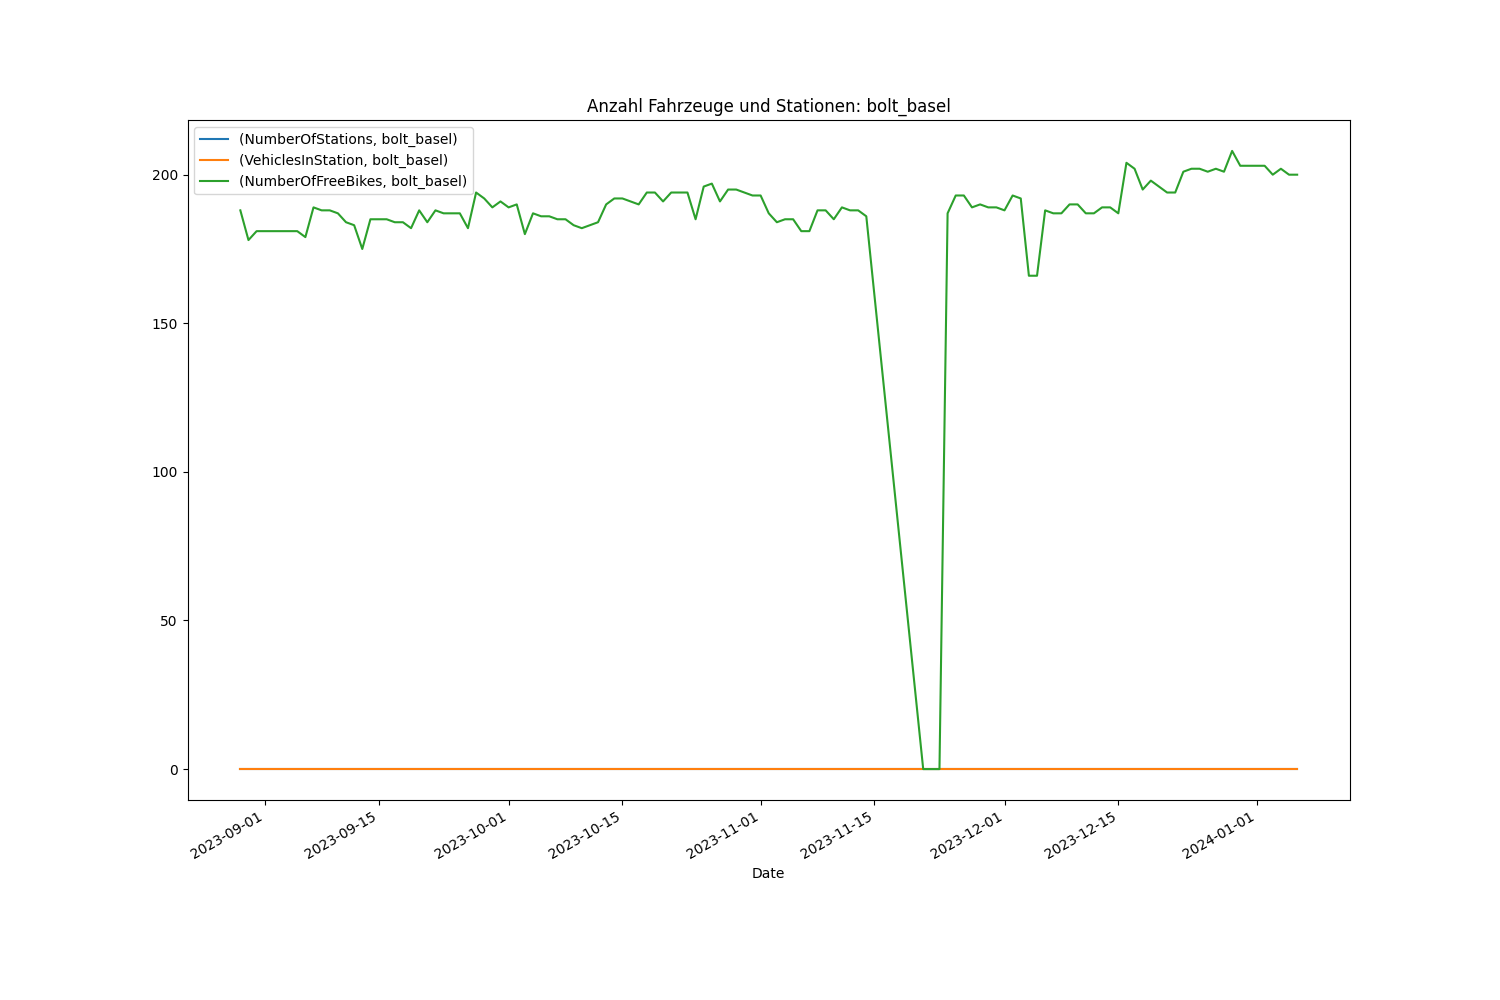 Anzahl Fahrzeuge und Stationen: bolt_basel
(NumberOfStations, bolt_basel)
(VehiclesInStation, bolt_basel)
(NumberOfFreeBikes, bolt_basel)
200
150
100
50
0
2023-09-01
2023-09-15
2023-10-01
2023-10-15
2023-11-01
2023-11-15
2023-12-01
2023-12-15
2024-01-01
Date